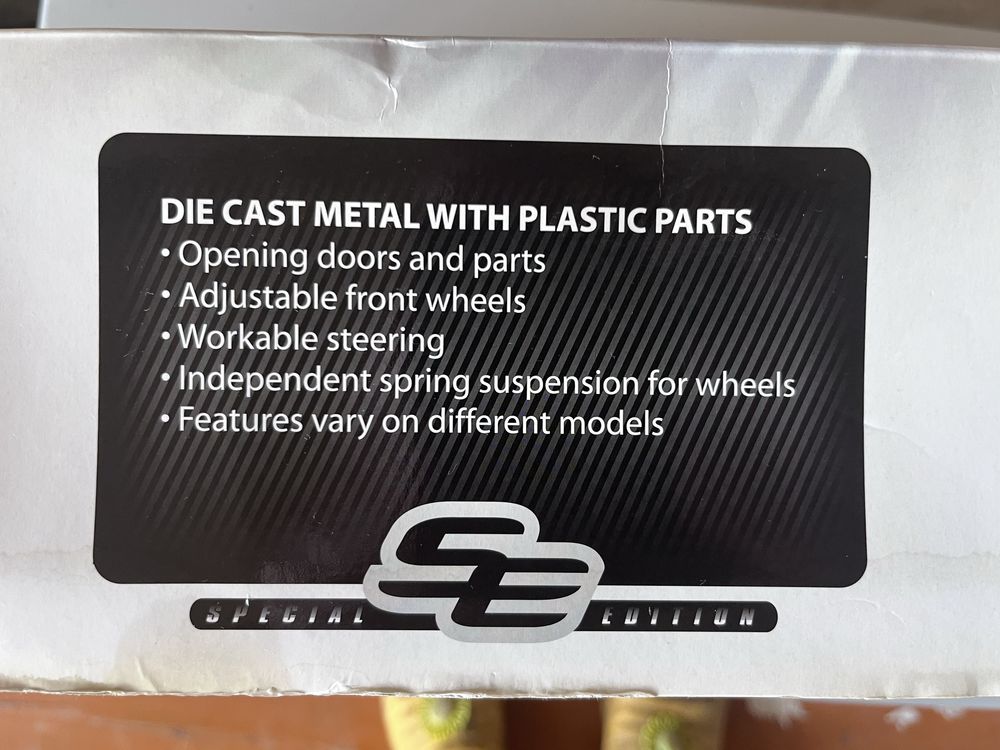 DIE CAST METAL WITH PLASTIC PARTS
• Opening doors and parts
• Adjustable front wheels
• Workable steering
• Independent spring suspension for wheels
• Features vary on different models
SE
SPECIAL EDITION